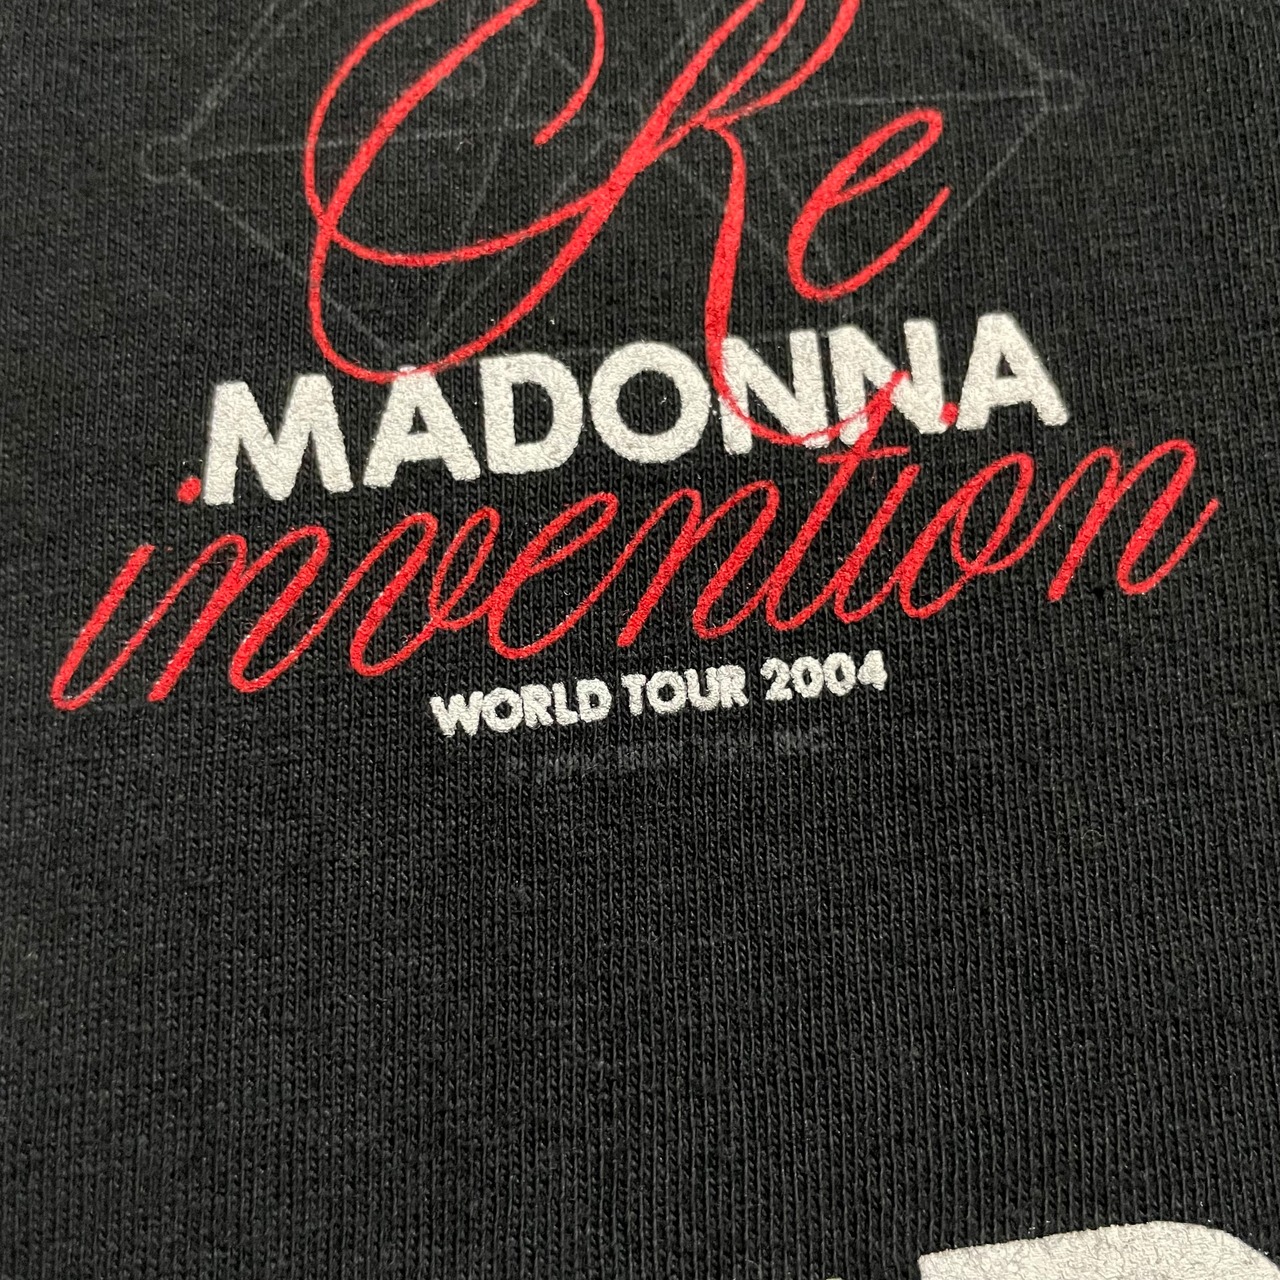 Re
MADONNA
invention
WORLD TOUR 2004